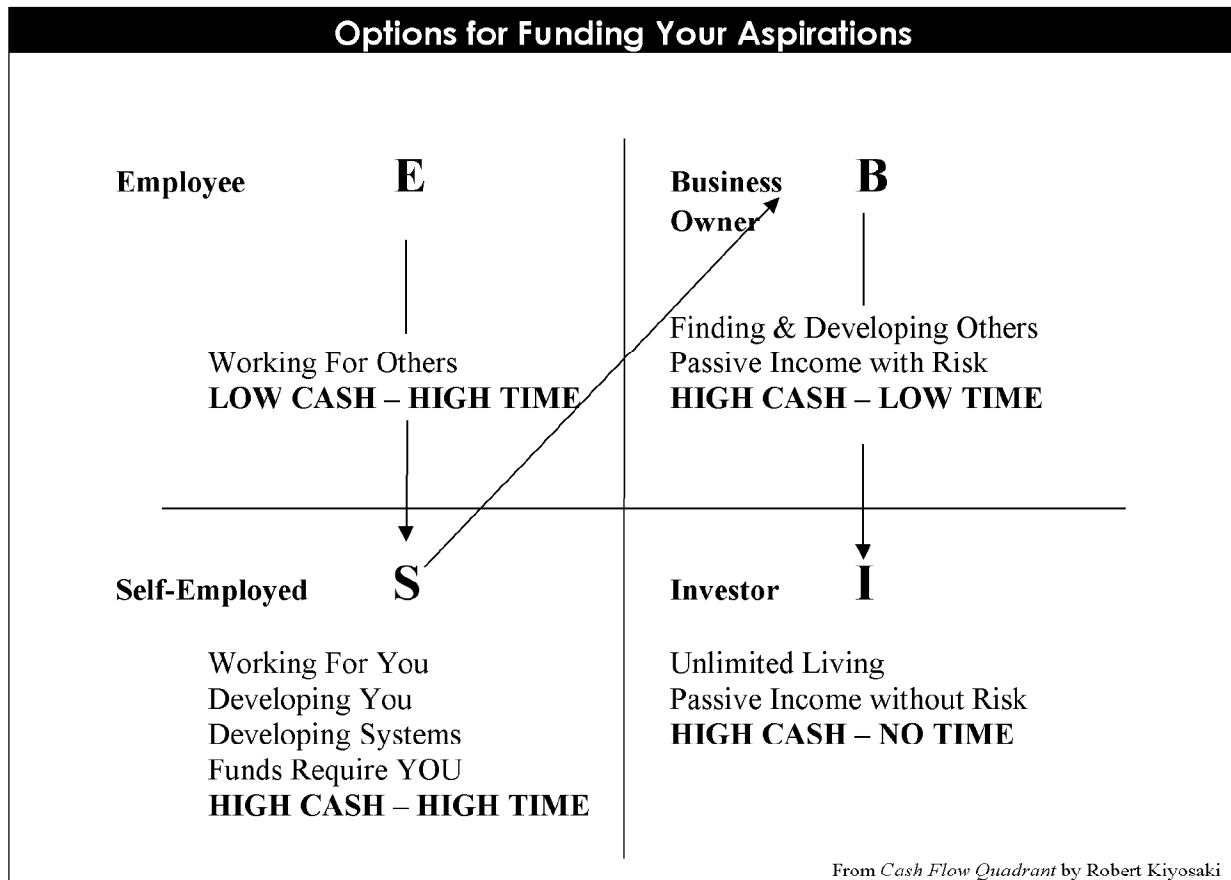 Options for Funding Your Aspirations
Employee E
Working For Others
LOW CASH – HIGH TIME
Business B
Owner
Finding & Developing Others
Passive Income with Risk
HIGH CASH – LOW TIME
Self-Employed S
Working For You
Developing You
Developing Systems
Funds Require YOU
HIGH CASH – HIGH TIME
Investor I
Unlimited Living
Passive Income without Risk
HIGH CASH – NO TIME
From Cash Flow Quadrant by Robert Kiyosaki